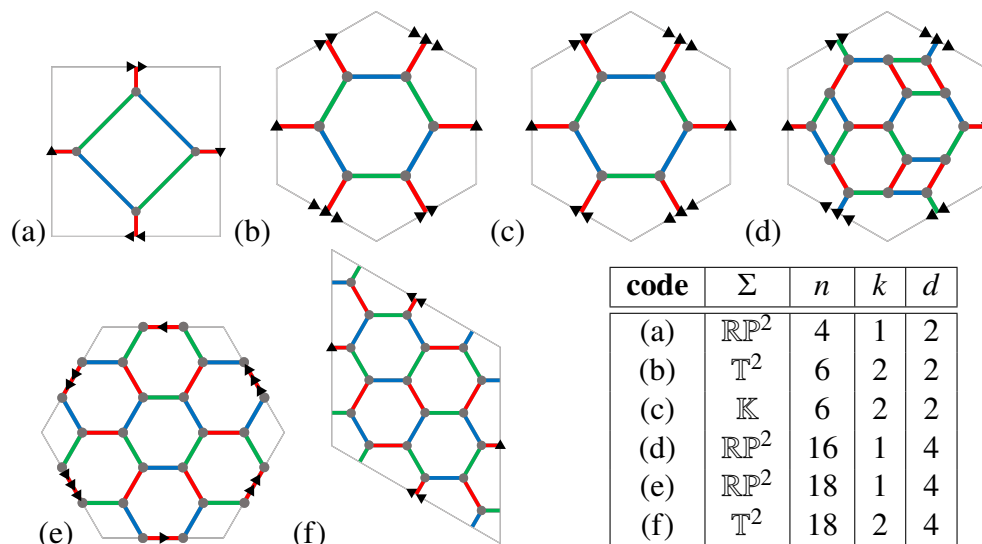 (a)
(b)
(c)
(d)
(e)
(f)
code Σ n k d
(a) ℝℙ² 4 1 2
(b) 𝕋² 6 2 2
(c) 𝕂 6 2 2
(d) ℝℙ² 16 1 4
(e) ℝℙ² 18 1 4
(f) 𝕋² 18 2 4